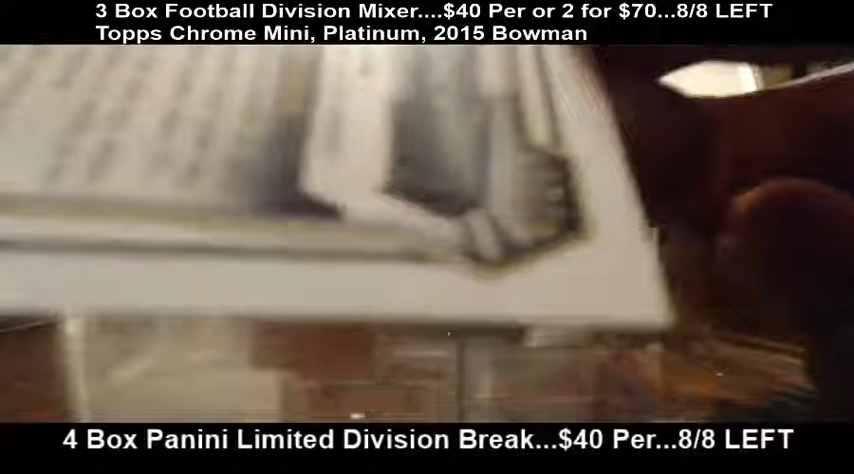 3 Box Football Division Mixer....$40 Per or 2 for $70...8/8 LEFT
Topps Chrome Mini, Platinum, 2015 Bowman
4 Box Panini Limited Division Break...$40 Per...8/8 LEFT